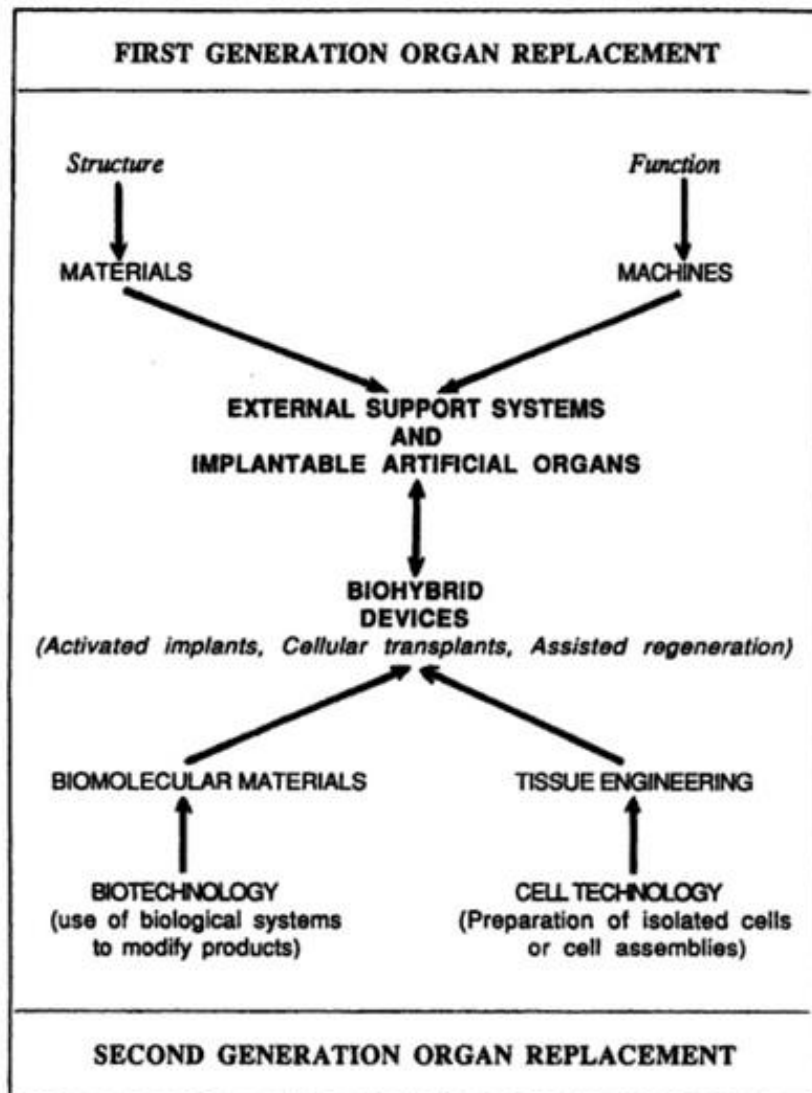 FIRST GENERATION ORGAN REPLACEMENT
Structure
Function
MATERIALS
MACHINES
EXTERNAL SUPPORT SYSTEMS
AND
IMPLANTABLE ARTIFICIAL ORGANS
BIOHYBRID
DEVICES
(Activated implants, Cellular transplants, Assisted regeneration)
BIOMOLECULAR MATERIALS
TISSUE ENGINEERING
BIOTECHNOLOGY
(use of biological systems
to modify products)
CELL TECHNOLOGY
(Preparation of isolated cells
or cell assemblies)
SECOND GENERATION ORGAN REPLACEMENT